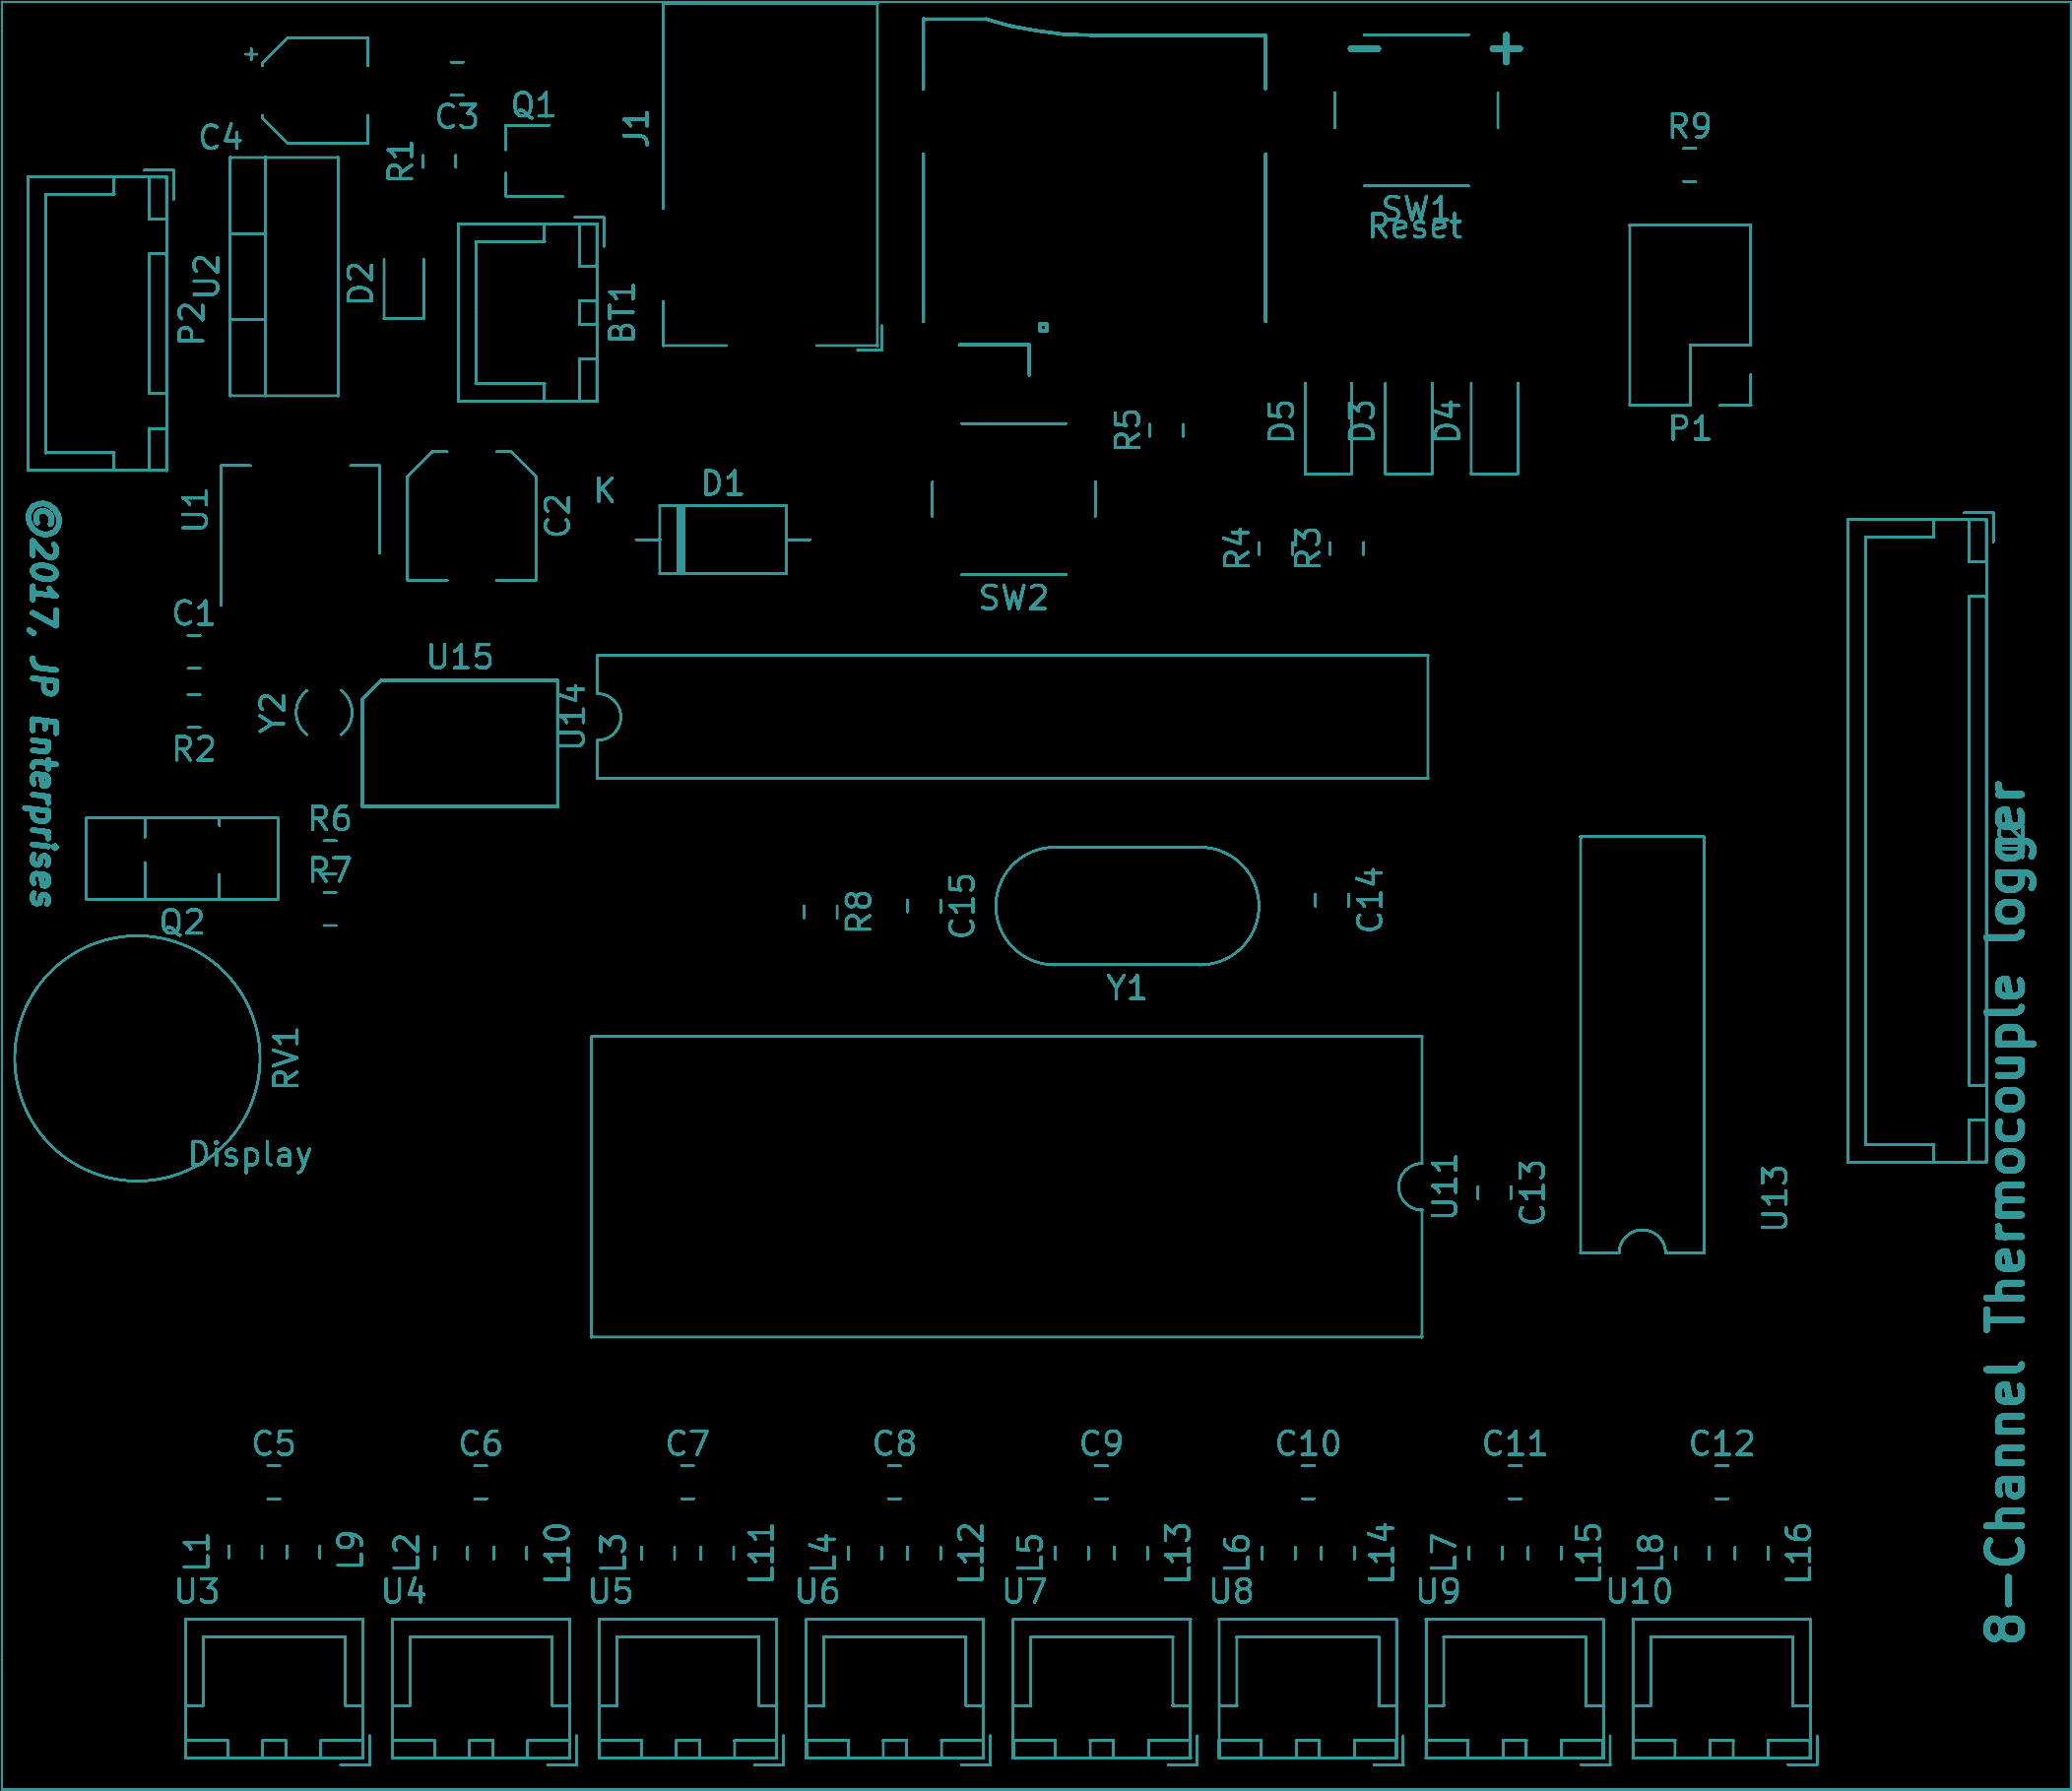 +
C4
C3
Q1
R1
J1
−
+
SW1
Reset
R9
P2
U2
D2
BT1
R5
D5
D3
D4
P1
U1
C2
K
D1
SW2
R4
R3
©2017, JP Enterprises
C1
R2
Y2
U15
U14
R6
R7
Q2
R8
C15
C14
Y1
RV1
Display
U11
C13
U13
8-Channel Thermocouple logger
C5
C6
C7
C8
C9
C10
C11
C12
L1
L9
L2
L10
L3
L11
L4
L12
L5
L13
L6
L14
L7
L15
L8
L16
U3
U4
U5
U6
U7
U8
U9
U10